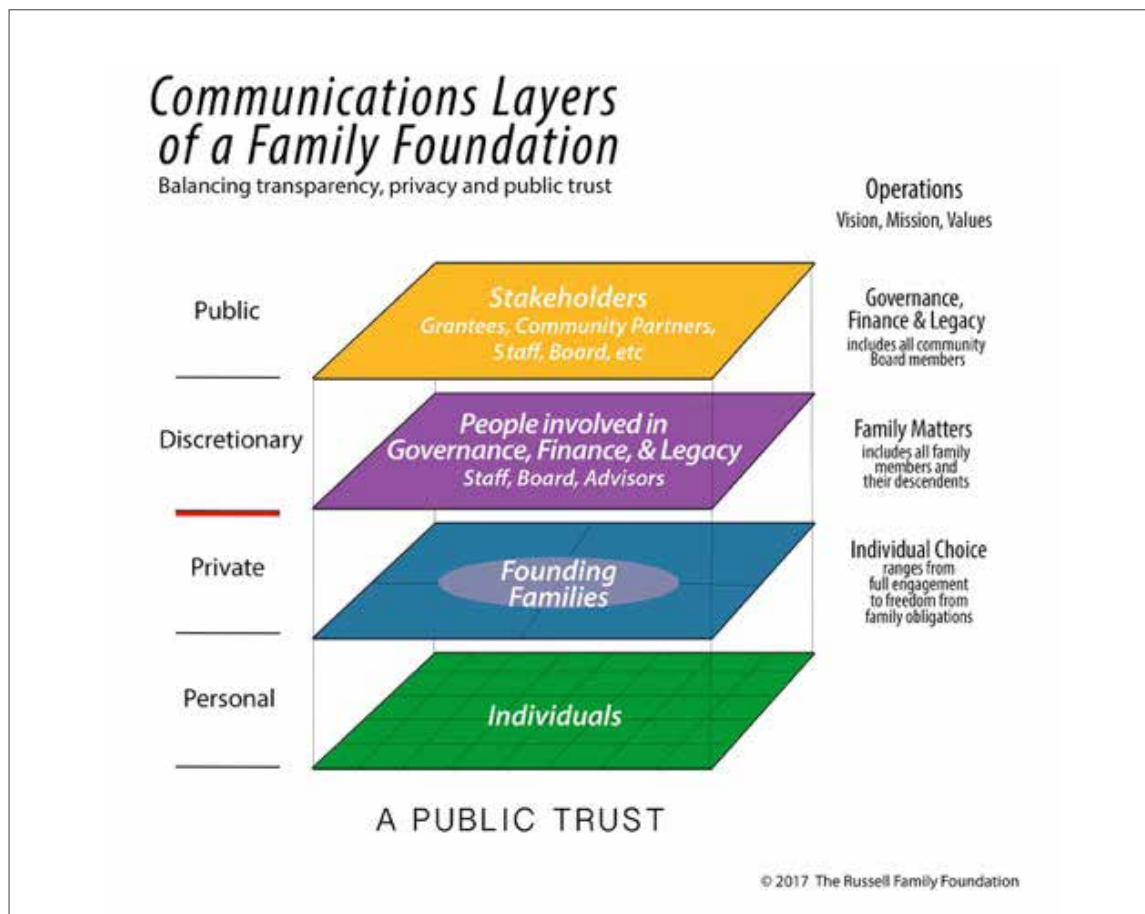 Communications Layers
of a Family Foundation
Balancing transparency, privacy and public trust
Operations
Vision, Mission, Values
Public
Stakeholders
Grantees, Community Partners,
Staff, Board, etc
Governance,
Finance & Legacy
includes all community
Board members
Discretionary
People involved in
Governance, Finance, & Legacy
Staff, Board, Advisors
Family Matters
includes all family
members and
their descendents
Private
Founding
Families
Individual Choice
ranges from
full engagement
to freedom from
family obligations
Personal
Individuals
A PUBLIC TRUST
© 2017 The Russell Family Foundation